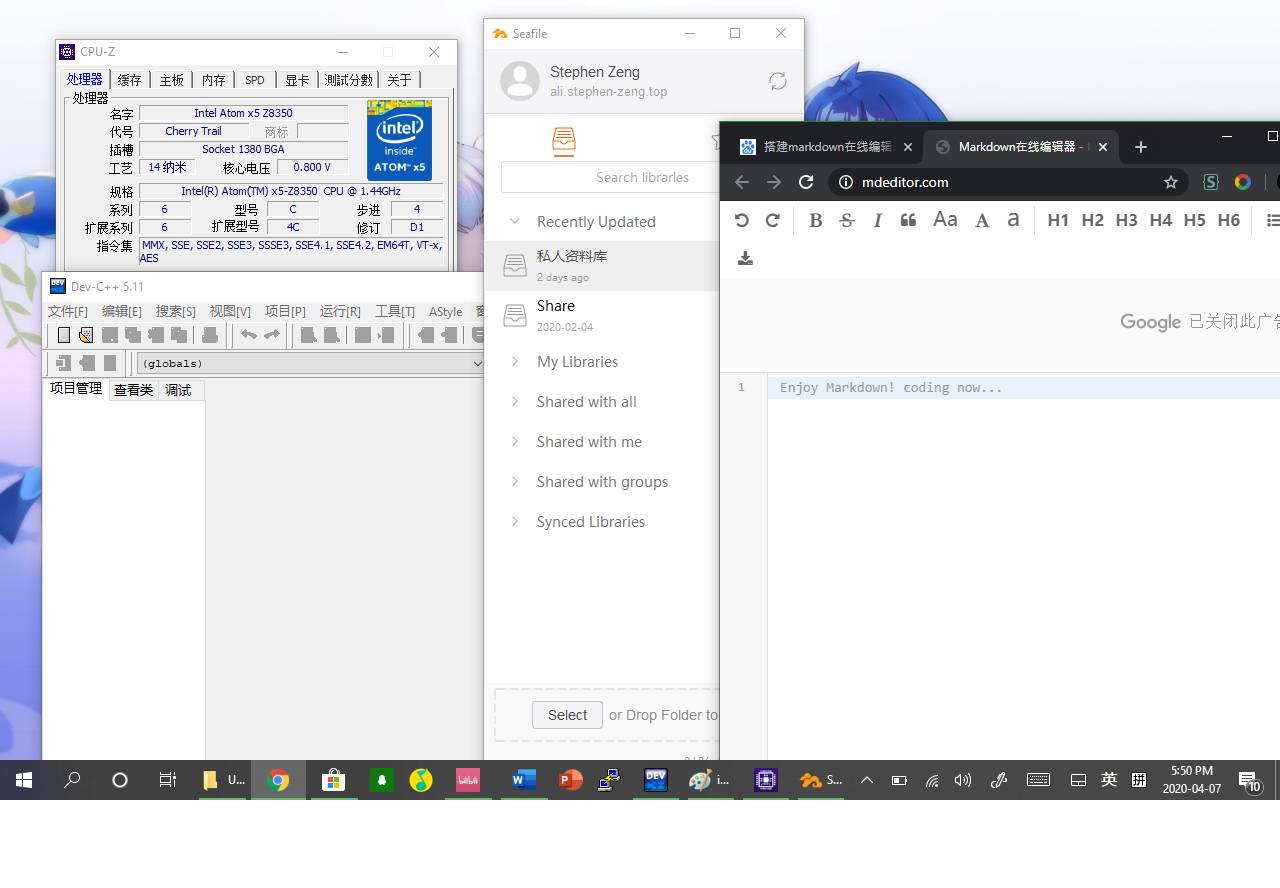 CPU-Z
处理器 缓存 主板 内存 SPD 显卡 測試分數 关于
处理器
名字 Intel Atom x5 Z8350
代号 Cherry Trail 商标
插槽 Socket 1380 BGA
工艺 14 纳米 核心电压 0.800 V
intel
inside™
ATOM™ x5
规格 Intel(R) Atom(TM) x5-Z8350 CPU @ 1.44GHz
系列 6 型号 C 步进 4
扩展系列 6 扩展型号 4C 修订 D1
指令集 MMX, SSE, SSE2, SSE3, SSSE3, SSE4.1, SSE4.2, EM64T, VT-x,
AES
DEV
Dev-C++ 5.11
文件[F] 编辑[E] 搜索[S] 视图[V] 项目[P] 运行[R] 工具[T] AStyle
(globals)
项目管理 查看类 调试
Seafile
Stephen Zeng
ali.stephen-zeng.top
Search libraries
Recently Updated
私人资料库
2 days ago
Share
2020-02-04
My Libraries
Shared with all
Shared with me
Shared with groups
Synced Libraries
Select or Drop Folder to
搭建markdown在线编辑 Markdown在线编辑器 -
mdeditor.com
B S I Aa A a H1 H2 H3 H4 H5 H6
Google 已关闭此广告
1 Enjoy Markdown! coding now...
U... DEV i... S... 英 拼 5:50 PM
2020-04-07
10